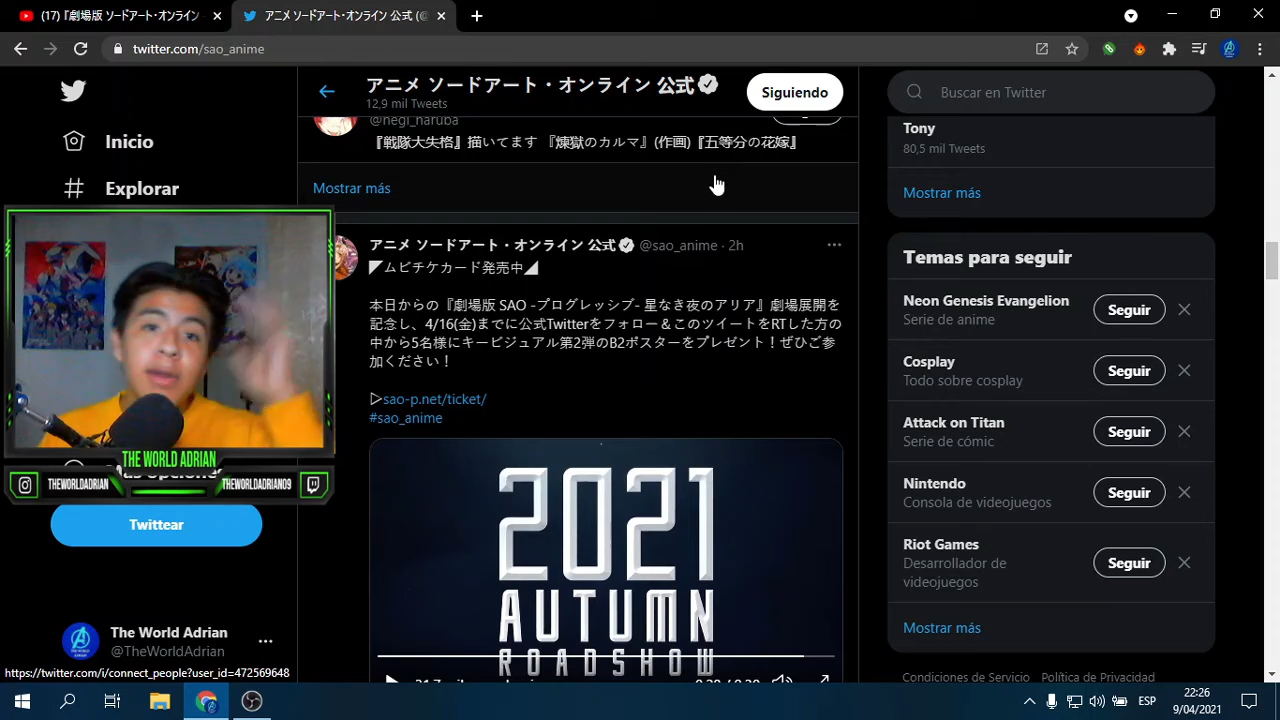 (17)『劇場版 ソードアート・オンライン
アニメ ソードアート・オンライン 公式 (@
twitter.com/sao_anime
アニメ ソードアート・オンライン 公式
12,9 mil Tweets
Siguiendo
Buscar en Twitter
Inicio
Explorar
@negi_haruba
『戦隊大失格』描いてます 『煉獄のカルマ』(作画)『五等分の花嫁』
Mostrar más
Tony
80,5 mil Tweets
Mostrar más
アニメ ソードアート・オンライン 公式 @sao_anime · 2h
◤ムビチケカード発売中◢
本日からの『劇場版 SAO -プログレッシブ- 星なき夜のアリア』劇場展開を
記念し、4/16(金)までに公式Twitterをフォロー＆このツイートをRTした方の
中から5名様にキービジュアル第2弾のB2ポスターをプレゼント！ぜひご参
加ください！
▷sao-p.net/ticket/
#sao_anime
2021
AUTUMN
ROADSHOW
Temas para seguir
Neon Genesis Evangelion
Serie de anime
Seguir
Cosplay
Todo sobre cosplay
Seguir
Attack on Titan
Serie de cómic
Seguir
Nintendo
Consola de videojuegos
Seguir
Riot Games
Desarrollador de
videojuegos
Seguir
Mostrar más
Condiciones de Servicio Política de Privacidad
THE WORLD ADRIAN
THEWORLDADRIAN
THEWORLDADRIAN09
Twittear
The World Adrian
@TheWorldAdrian
https://twitter.com/i/connect_people?user_id=472569648
ESP
22:26
9/04/2021